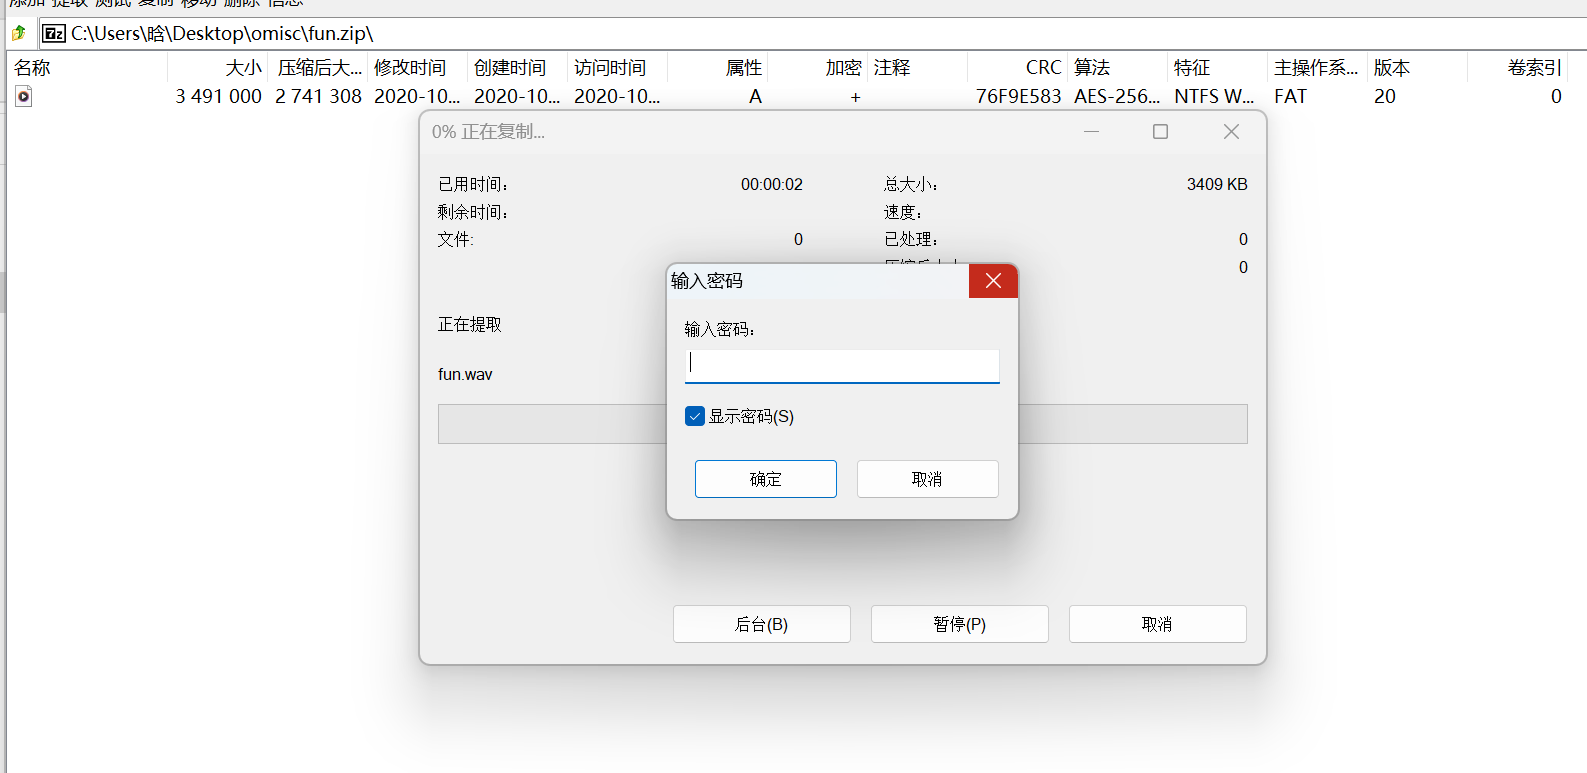 添加 提取 测试 复制 移动 删除 信息
C:\Users\晗\Desktop\omisc\fun.zip\
名称 大小 压缩后大... 修改时间 创建时间 访问时间 属性 加密 注释 CRC 算法 特征 主操作系... 版本 卷索引
3 491 000 2 741 308 2020-10... 2020-10... 2020-10... A + 76F9E583 AES-256... NTFS W... FAT 20 0
0% 正在复制...
已用时间： 00:00:02 总大小： 3409 KB
剩余时间： 速度：
文件: 0 已处理： 0
0
输入密码
输入密码：
正在提取
fun.wav
显示密码(S)
确定 取消
后台(B) 暂停(P) 取消